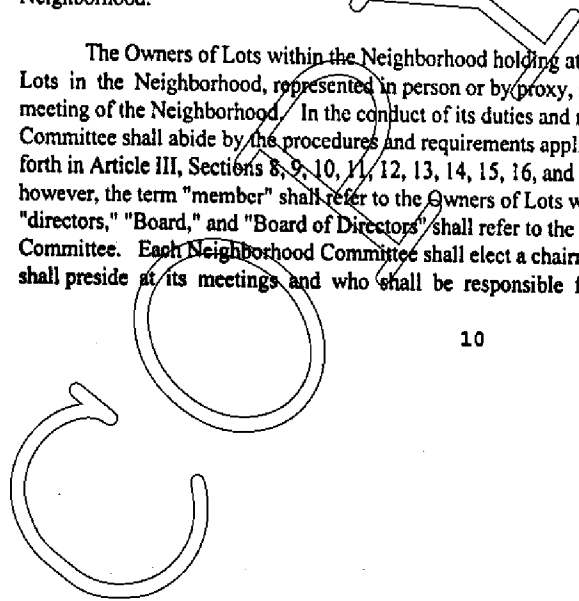 Neighborhood.
The Owners of Lots within the Neighborhood holding at
Lots in the Neighborhood, represented in person or by proxy,
meeting of the Neighborhood. In the conduct of its duties and
Committee shall abide by the procedures and requirements appl
forth in Article III, Sections 8, 9, 10, 11, 12, 13, 14, 15, 16, and
however, the term "member" shall refer to the Owners of Lots w
"directors," "Board," and "Board of Directors" shall refer to the
Committee. Each Neighborhood Committee shall elect a chairm
shall preside at its meetings and who shall be responsible f
10
COPY